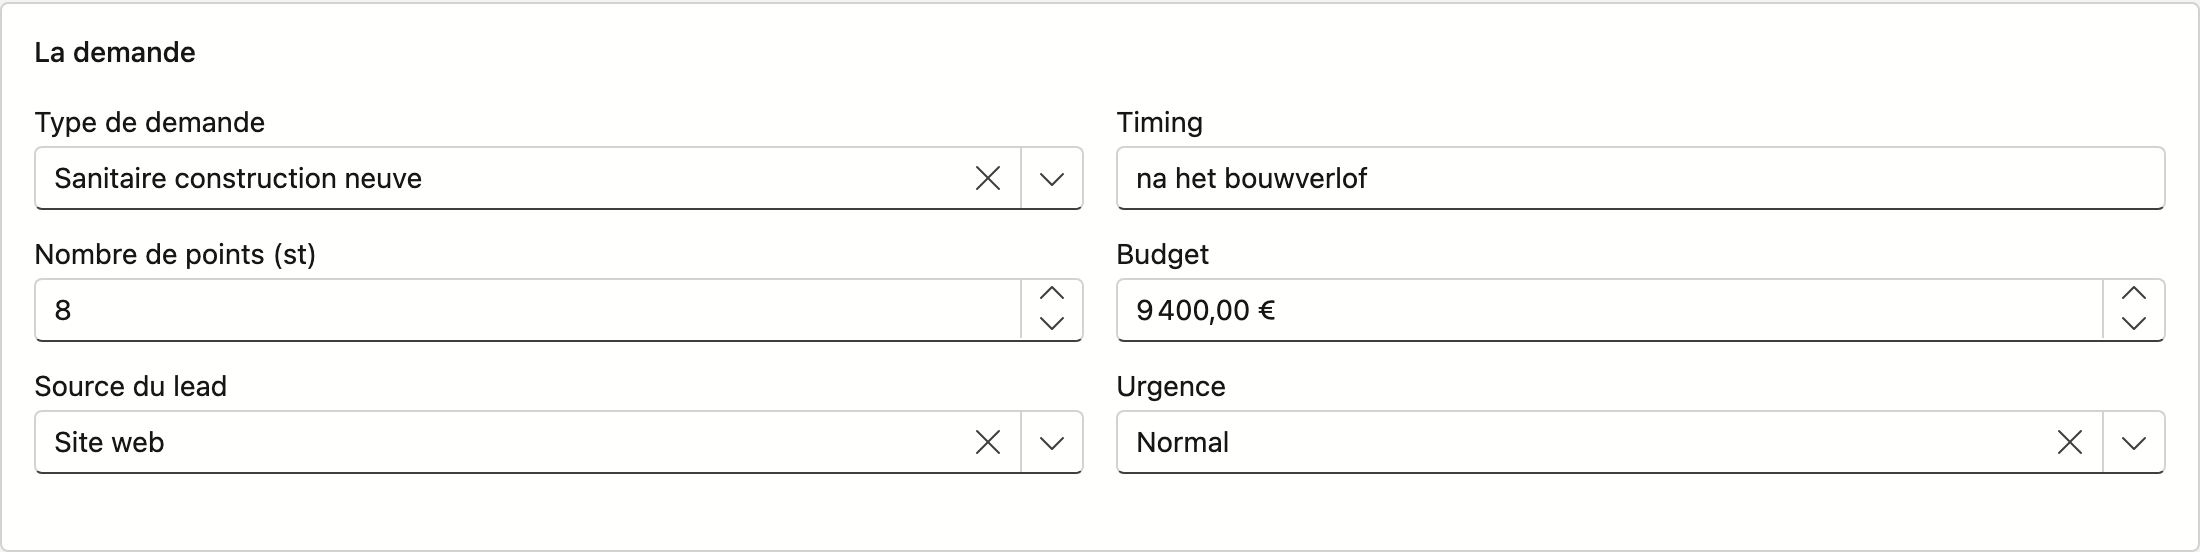 La demande
Type de demande
Sanitaire construction neuve
Timing
na het bouwverlof
Nombre de points (st)
8
Budget
9 400,00 €
Source du lead
Site web
Urgence
Normal